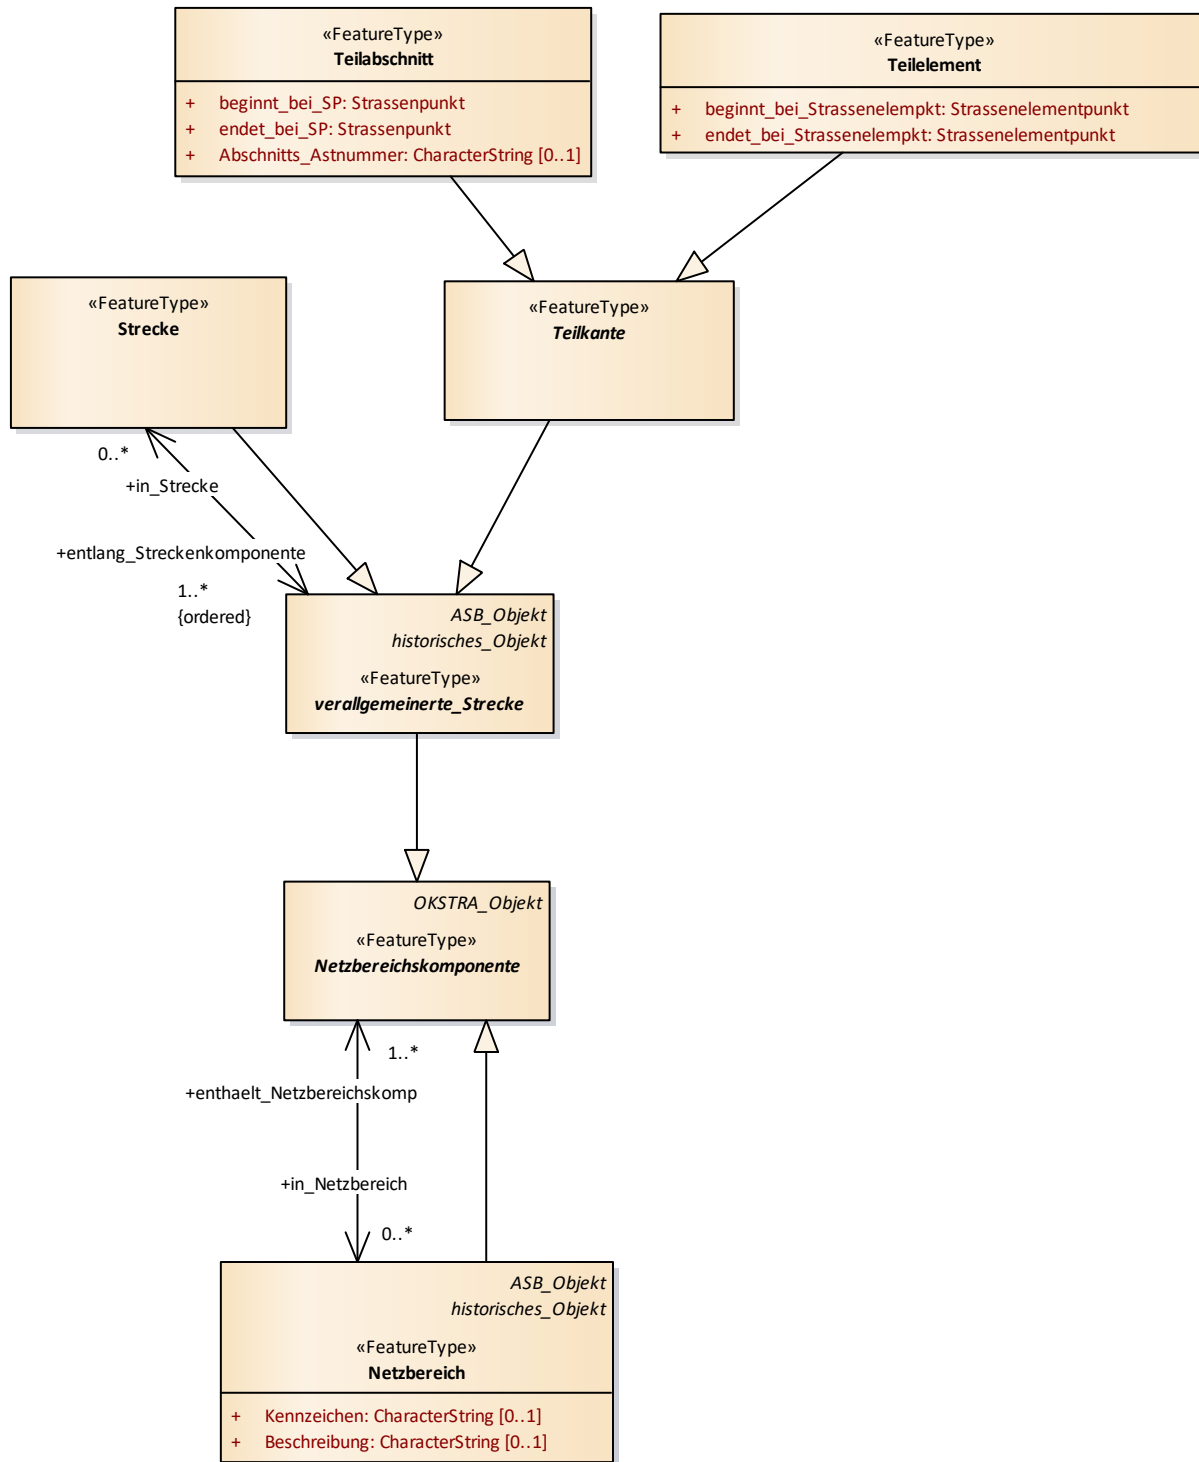 «FeatureType»
Teilabschnitt
+ beginnt_bei_SP: Strassenpunkt
+ endet_bei_SP: Strassenpunkt
+ Abschnitts_Astnummer: CharacterString [0..1]
«FeatureType»
Teilelement
+ beginnt_bei_Strassenelempkt: Strassenelementpunkt
+ endet_bei_Strassenelempkt: Strassenelementpunkt
«FeatureType»
Strecke
«FeatureType»
Teilkante
0..*
+in_Strecke
+entlang_Streckenkomponente
1..*
{ordered}
ASB_Objekt
historisches_Objekt
«FeatureType»
verallgemeinerte_Strecke
OKSTRA_Objekt
«FeatureType»
Netzbereichskomponente
1..*
+enthaelt_Netzbereichskomp
+in_Netzbereich
0..*
ASB_Objekt
historisches_Objekt
«FeatureType»
Netzbereich
+ Kennzeichen: CharacterString [0..1]
+ Beschreibung: CharacterString [0..1]